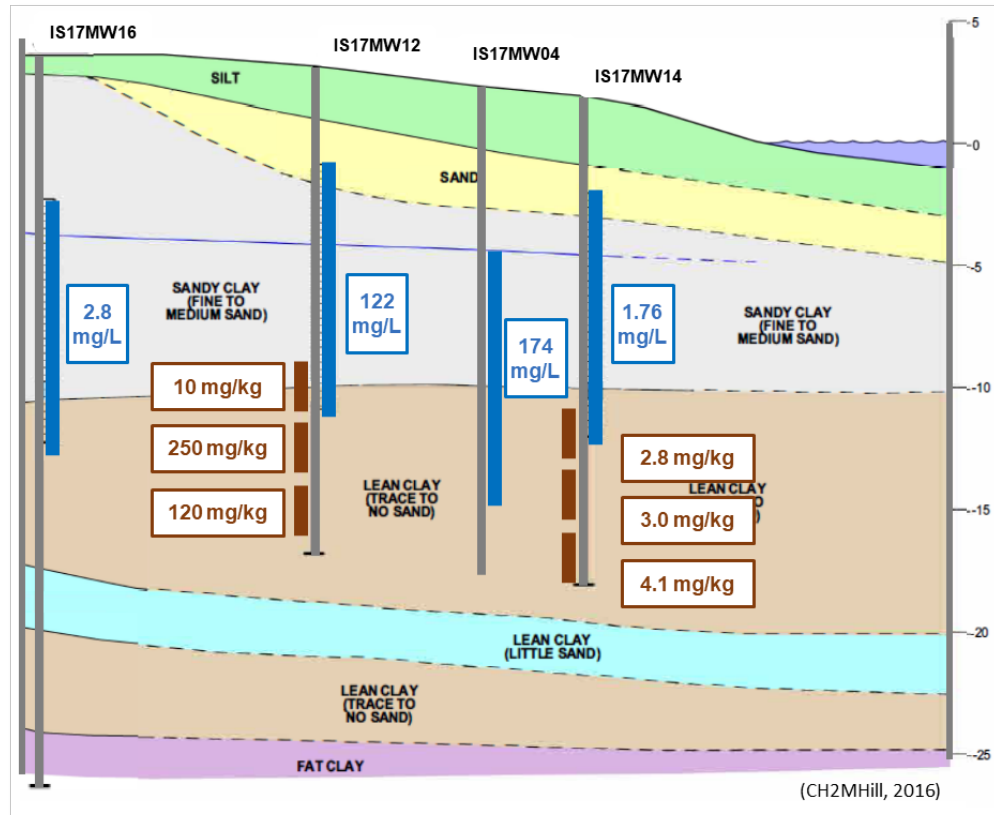 IS17MW16
IS17MW12
IS17MW04
IS17MW14
-5
SILT
-0
SAND
-5
SANDY CLAY
(FINE TO
MEDIUM SAND)
2.8
mg/L
122
mg/L
174
mg/L
1.76
mg/L
SANDY CLAY
(FINE TO
MEDIUM SAND)
10 mg/kg
-10
250 mg/kg
120 mg/kg
LEAN CLAY
(TRACE TO
NO SAND)
2.8 mg/kg
LEAN CLAY
3.0 mg/kg
-15
4.1 mg/kg
-20
LEAN CLAY
(LITTLE SAND)
LEAN CLAY
(TRACE TO
NO SAND)
-25
FAT CLAY
(CH2MHill, 2016)